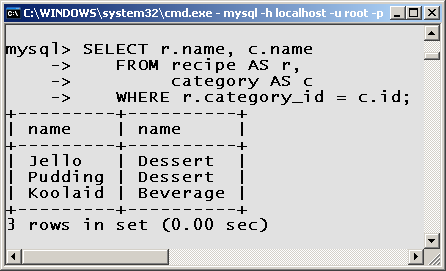 C:\WINDOWS\system32\cmd.exe - mysql -h localhost -u root -p
mysql> SELECT r.name, c.name
    ->     FROM recipe AS r,
    ->          category AS c
    ->     WHERE r.category_id = c.id;
+---------+----------+
| name    | name     |
+---------+----------+
| Jello   | Dessert  |
| Pudding | Dessert  |
| Koolaid | Beverage |
+---------+----------+
3 rows in set (0.00 sec)